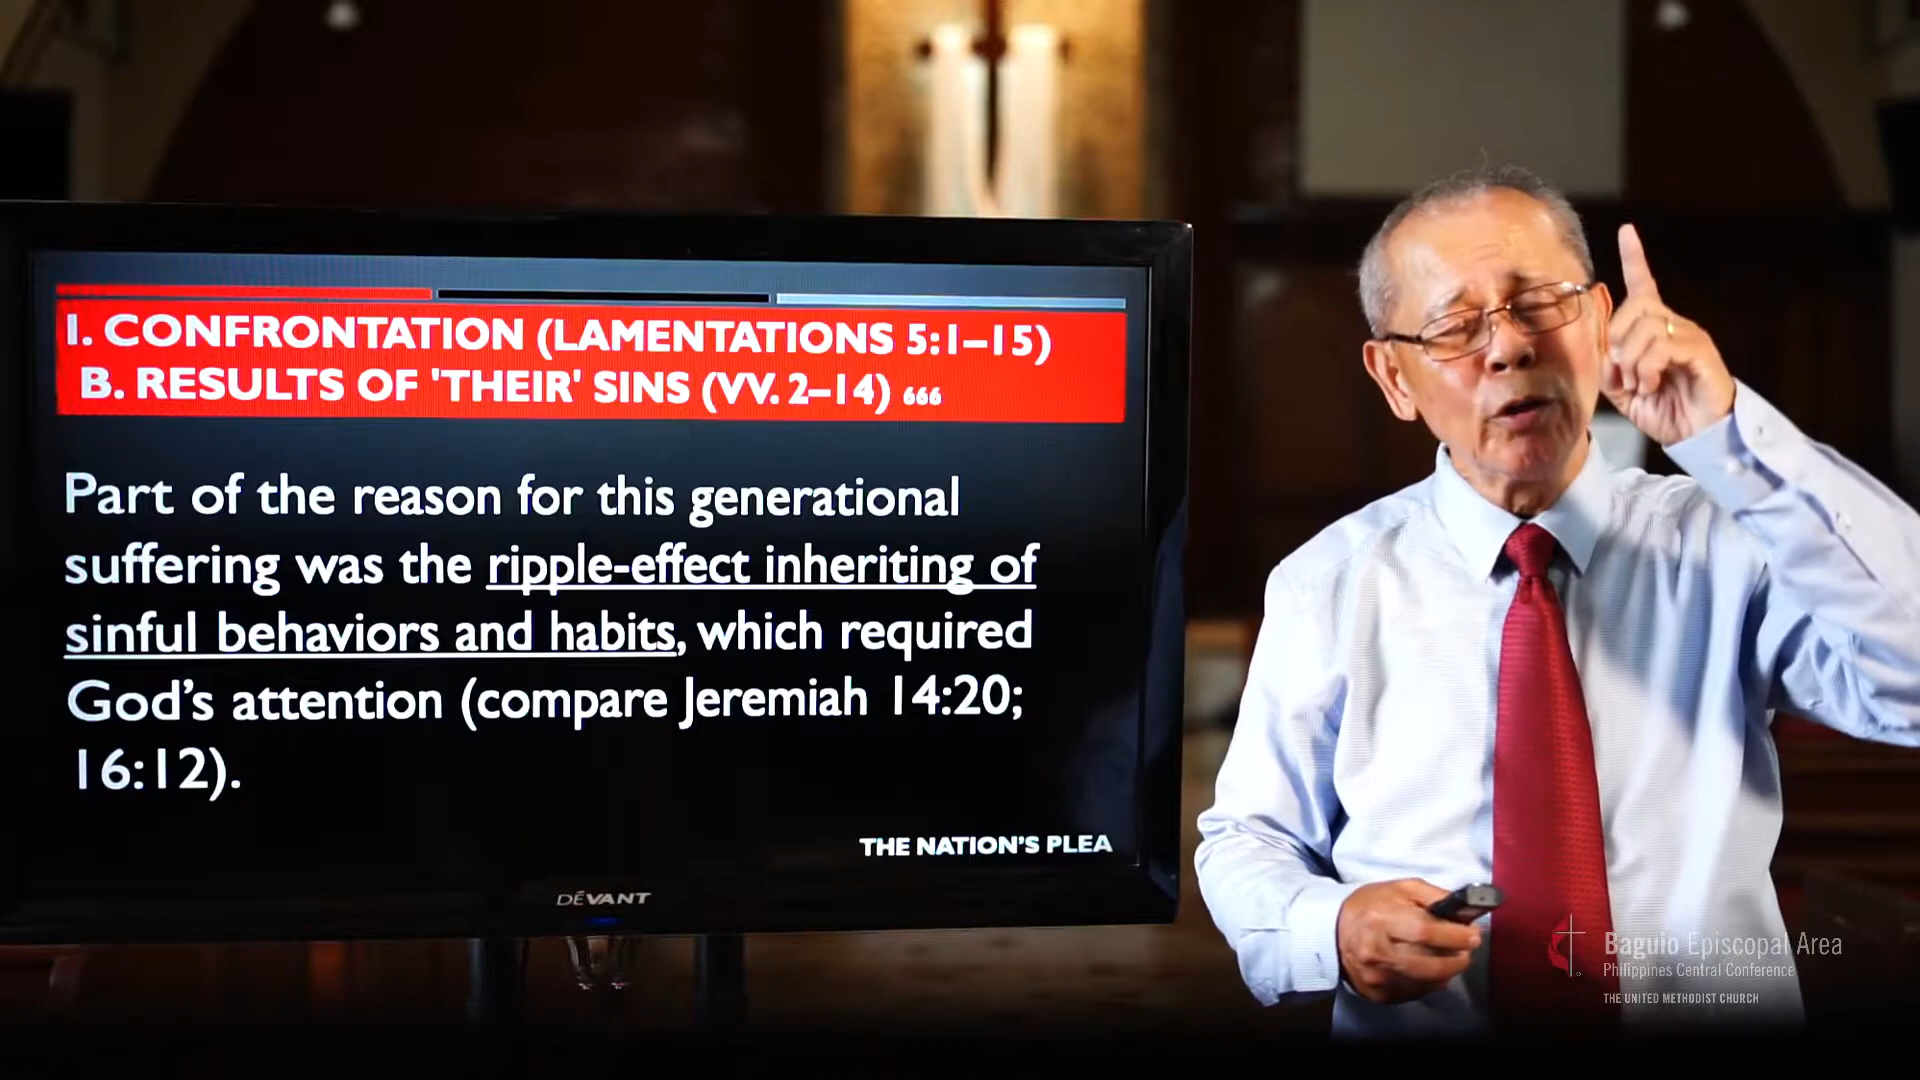 I. CONFRONTATION (LAMENTATIONS 5:1–15)
B. RESULTS OF 'THEIR' SINS (VV. 2–14) 666
Part of the reason for this generational
suffering was the ripple-effect inheriting of
sinful behaviors and habits, which required
God’s attention (compare Jeremiah 14:20;
16:12).
THE NATION’S PLEA
DĒVANT
Baguio Episcopal Area
Philippines Central Conference
THE UNITED METHODIST CHURCH